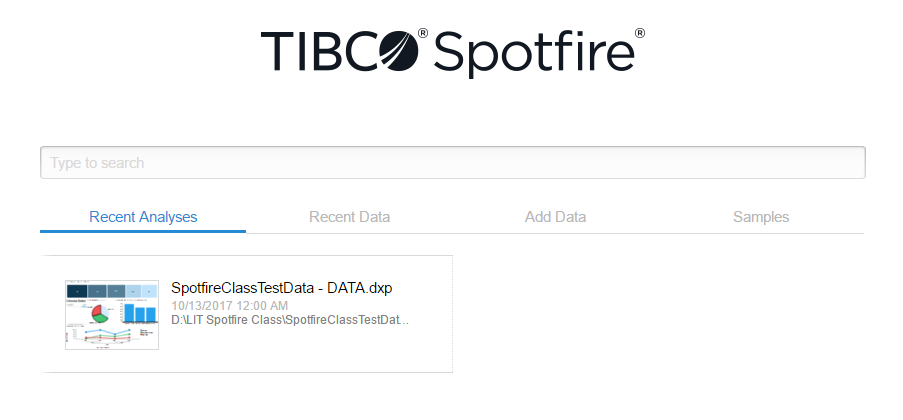 TIBCO® Spotfire®
Type to search
Recent Analyses
Recent Data
Add Data
Samples
SpotfireClassTestData - DATA.dxp
10/13/2017 12:00 AM
D:\LIT Spotfire Class\SpotfireClassTestDat...